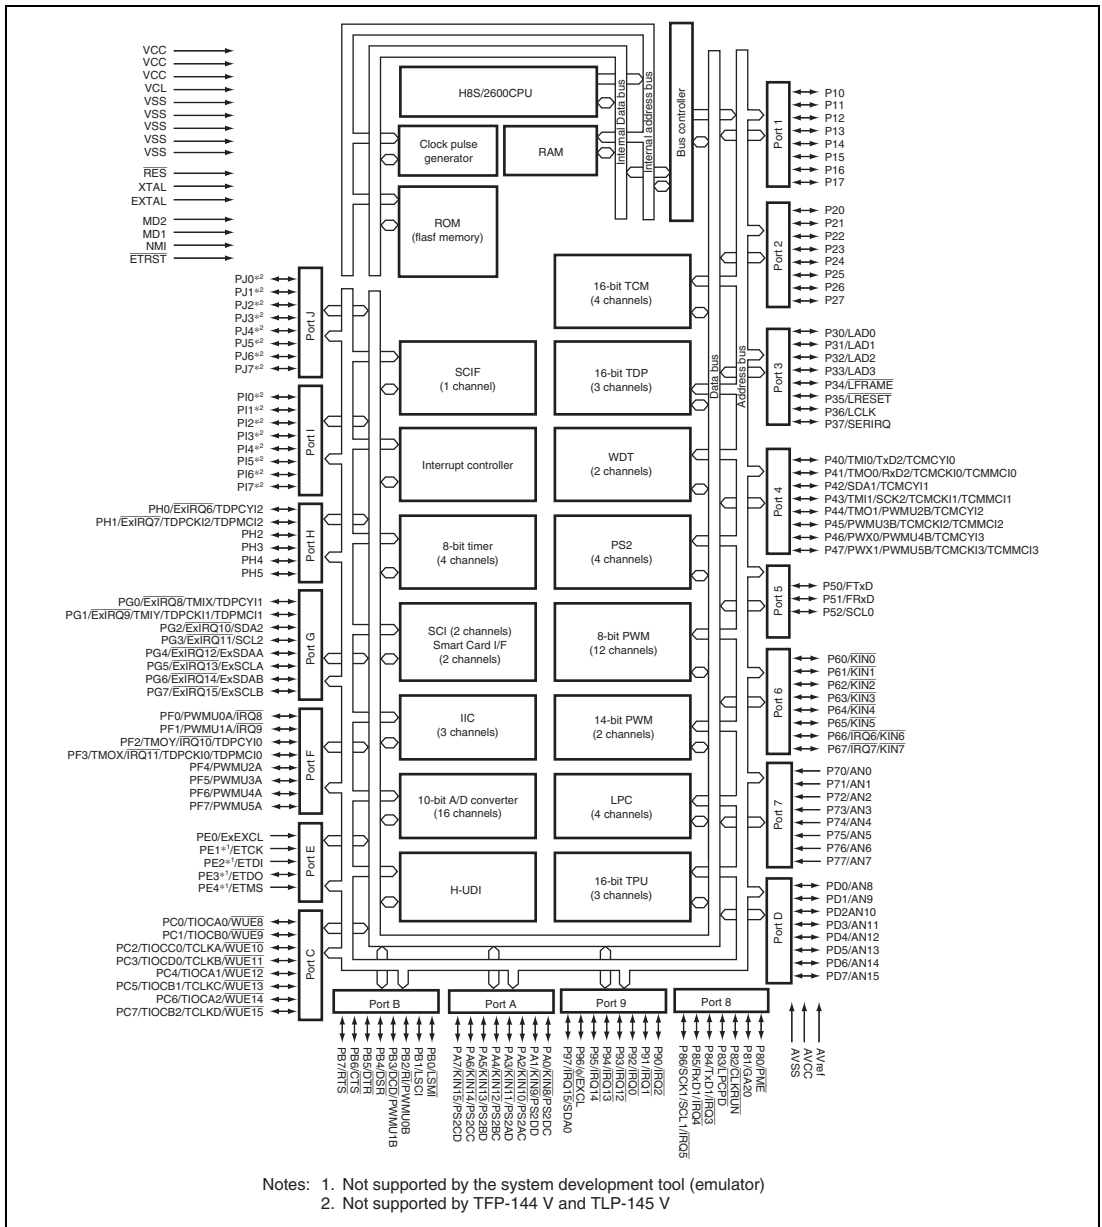 VCC
VCC
VCC
VCL
VSS
VSS
VSS
VSS
VSS
RES
XTAL
EXTAL
MD2
MD1
NMI
ETRST
H8S/2600CPU
Clock pulse
generator
RAM
ROM
(flasf memory)
Internal Data bus
Internal address bus
Bus controller
Data bus
Address bus
16-bit TCM
(4 channels)
SCIF
(1 channel)
16-bit TDP
(3 channels)
Interrupt controller
WDT
(2 channels)
8-bit timer
(4 channels)
PS2
(4 channels)
SCI (2 channels)
Smart Card I/F
(2 channels)
8-bit PWM
(12 channels)
IIC
(3 channels)
14-bit PWM
(2 channels)
10-bit A/D converter
(16 channels)
LPC
(4 channels)
H-UDI
16-bit TPU
(3 channels)
Port J
PJ0*2
PJ1*2
PJ2*2
PJ3*2
PJ4*2
PJ5*2
PJ6*2
PJ7*2
Port I
PI0*2
PI1*2
PI2*2
PI3*2
PI4*2
PI5*2
PI6*2
PI7*2
Port H
PH0/ExIRQ6/TDPCYI2
PH1/ExIRQ7/TDPCKI2/TDPMCI2
PH2
PH3
PH4
PH5
Port G
PG0/ExIRQ8/TMIX/TDPCYI1
PG1/ExIRQ9/TMIY/TDPCKI1/TDPMCI1
PG2/ExIRQ10/SDA2
PG3/ExIRQ11/SCL2
PG4/ExIRQ12/ExSDAA
PG5/ExIRQ13/ExSCLA
PG6/ExIRQ14/ExSDAB
PG7/ExIRQ15/ExSCLB
Port F
PF0/PWMU0A/IRQ8
PF1/PWMU1A/IRQ9
PF2/TMOY/IRQ10/TDPCYI0
PF3/TMOX/IRQ11/TDPCKI0/TDPMCI0
PF4/PWMU2A
PF5/PWMU3A
PF6/PWMU4A
PF7/PWMU5A
Port E
PE0/ExEXCL
PE1*1/ETCK
PE2*1/ETDI
PE3*1/ETDO
PE4*1/ETMS
Port C
PC0/TIOCA0/WUE8
PC1/TIOCB0/WUE9
PC2/TIOCC0/TCLKA/WUE10
PC3/TIOCD0/TCLKB/WUE11
PC4/TIOCA1/WUE12
PC5/TIOCB1/TCLKC/WUE13
PC6/TIOCA2/WUE14
PC7/TIOCB2/TCLKD/WUE15
Port 1
P10
P11
P12
P13
P14
P15
P16
P17
Port 2
P20
P21
P22
P23
P24
P25
P26
P27
Port 3
P30/LAD0
P31/LAD1
P32/LAD2
P33/LAD3
P34/LFRAME
P35/LRESET
P36/LCLK
P37/SERIRQ
Port 4
P40/TMI0/TxD2/TCMCYI0
P41/TMO0/RxD2/TCMCKI0/TCMMCI0
P42/SDA1/TCMCYI1
P43/TMI1/SCK2/TCMCKI1/TCMMCI1
P44/TMO1/PWMU2B/TCMCYI2
P45/PWMU3B/TCMCKI2/TCMMCI2
P46/PWX0/PWMU4B/TCMCYI3
P47/PWX1/PWMU5B/TCMCKI3/TCMMCI3
Port 5
P50/FTxD
P51/FRxD
P52/SCL0
Port 6
P60/KIN0
P61/KIN1
P62/KIN2
P63/KIN3
P64/KIN4
P65/KIN5
P66/IRQ6/KIN6
P67/IRQ7/KIN7
Port 7
P70/AN0
P71/AN1
P72/AN2
P73/AN3
P74/AN4
P75/AN5
P76/AN6
P77/AN7
Port D
PD0/AN8
PD1/AN9
PD2AN10
PD3/AN11
PD4/AN12
PD5/AN13
PD6/AN14
PD7/AN15
Port B
PB7/RTS
PB6/CTS
PB5/DTR
PB4/DSR
PB3/DCD/PWMU1B
PB2/RI/PWMU0B
PB1/LSCI
PB0/LSMI
Port A
PA7/KIN15/PS2CD
PA6/KIN14/PS2CC
PA5/KIN13/PS2BD
PA4/KIN12/PS2BC
PA3/KIN11/PS2AD
PA2/KIN10/PS2AC
PA1/KIN9/PS2DD
PA0/KIN8/PS2DC
Port 9
P97/IRQ15/SDA0
P96/φ/EXCL
P95/IRQ14
P94/IRQ13
P93/IRQ12
P92/IRQ0
P91/IRQ1
P90/IRQ2
Port 8
P86/SCK1/SCL1/IRQ5
P85/RxD1/IRQ4
P84/TxD1/IRQ3
P83/LPCPD
P82/CLKRUN
P81/GA20
P80/PME
AVSS
AVCC
AVref
Notes: 1. Not supported by the system development tool (emulator)
2. Not supported by TFP-144 V and TLP-145 V